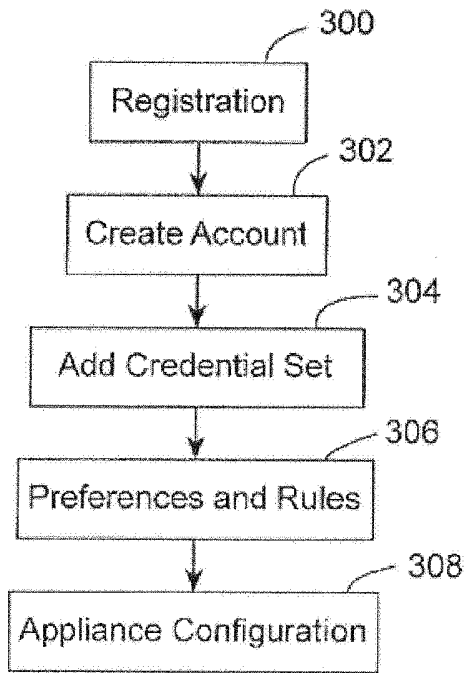 300
Registration
302
Create Account
304
Add Credential Set
306
Preferences and Rules
308
Appliance Configuration